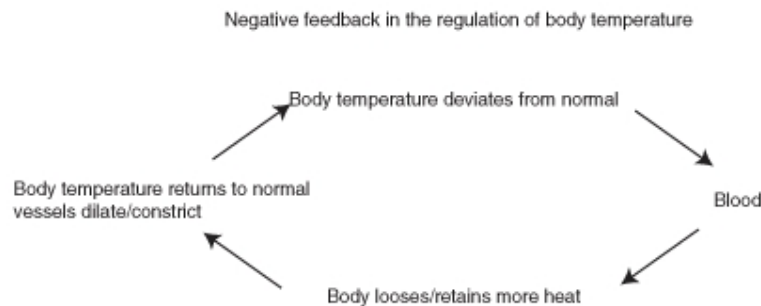 Negative feedback in the regulation of body temperature
Body temperature deviates from normal
Body temperature returns to normal
vessels dilate/constrict
Blood
Body looses/retains more heat